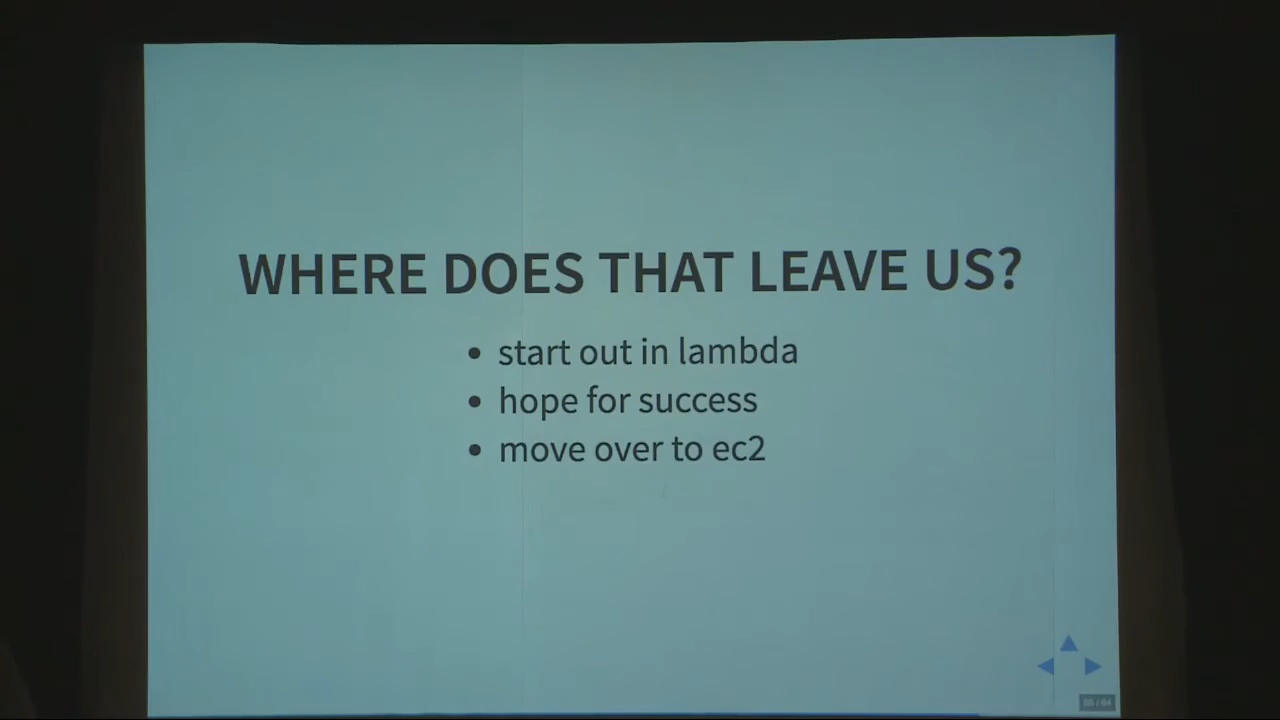 WHERE DOES THAT LEAVE US?
start out in lambda
hope for success
move over to ec2